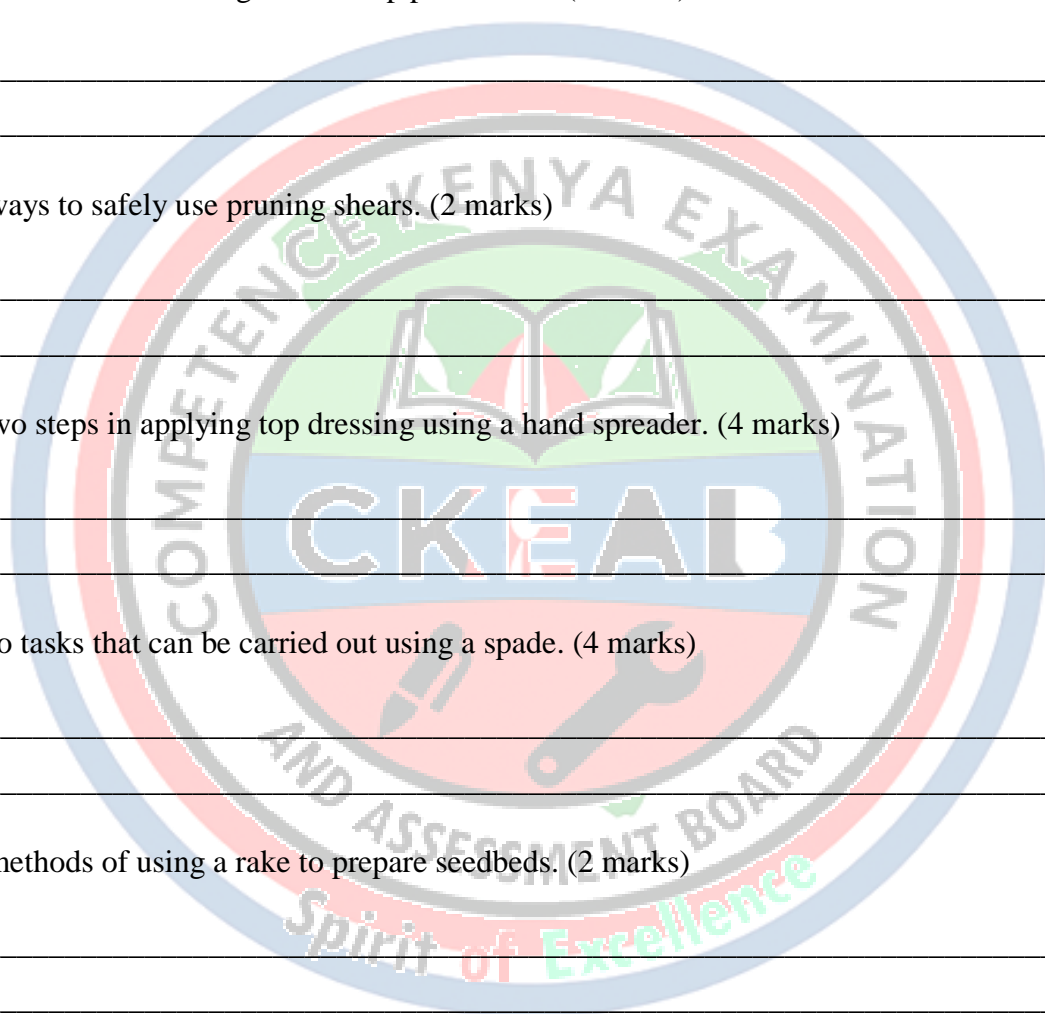 ways to safely use pruning shears. (2 marks)
two steps in applying top dressing using a hand spreader. (4 marks)
tasks that can be carried out using a spade. (4 marks)
methods of using a rake to prepare seedbeds. (2 marks)
COMPETENCE KENYA EXAMINATION
CKEAB
AND ASSESSMENT BOARD
Spirit of Excellence